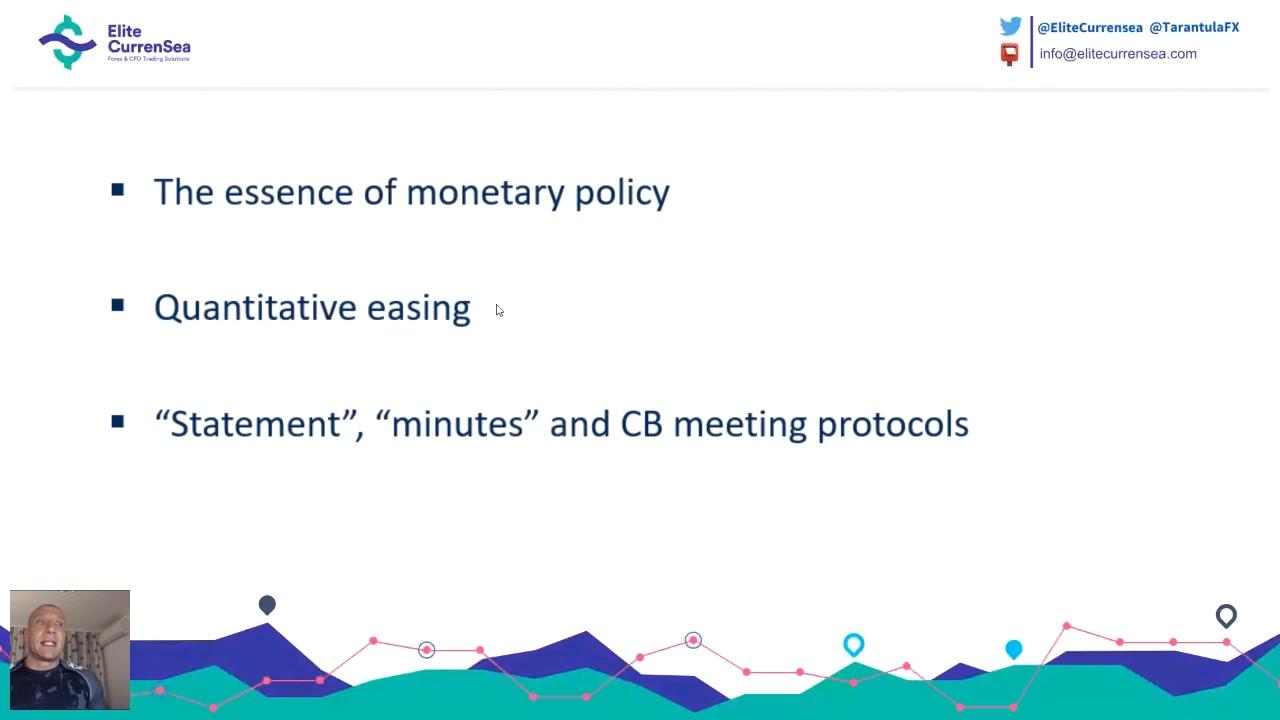 Elite
CurrenSea
Forex & CFD Trading Solutions
@EliteCurrensea @TarantulaFX
info@elitecurrensea.com
The essence of monetary policy
Quantitative easing
“Statement”, “minutes” and CB meeting protocols